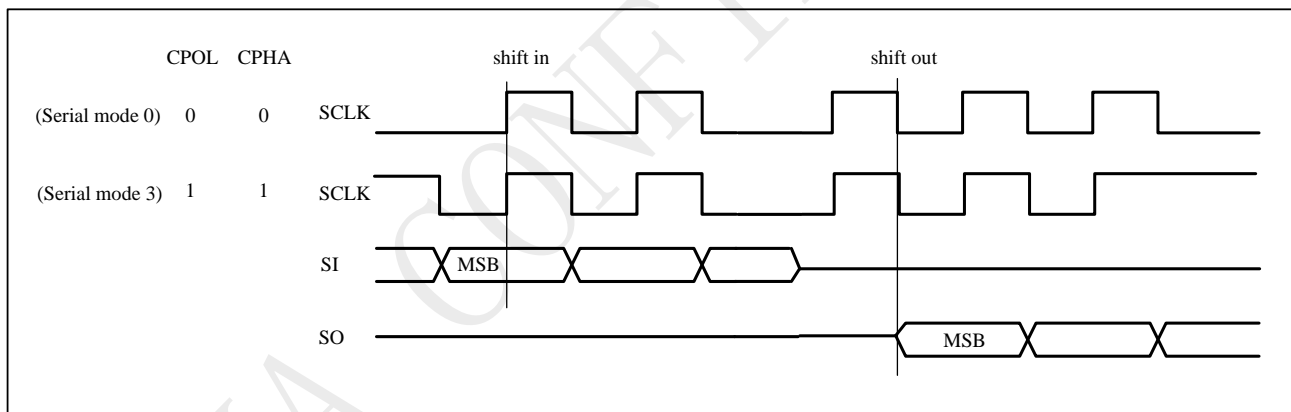 CPOL CPHA shift in shift out
(Serial mode 0) 0 0 SCLK
(Serial mode 3) 1 1 SCLK
SI MSB
SO MSB